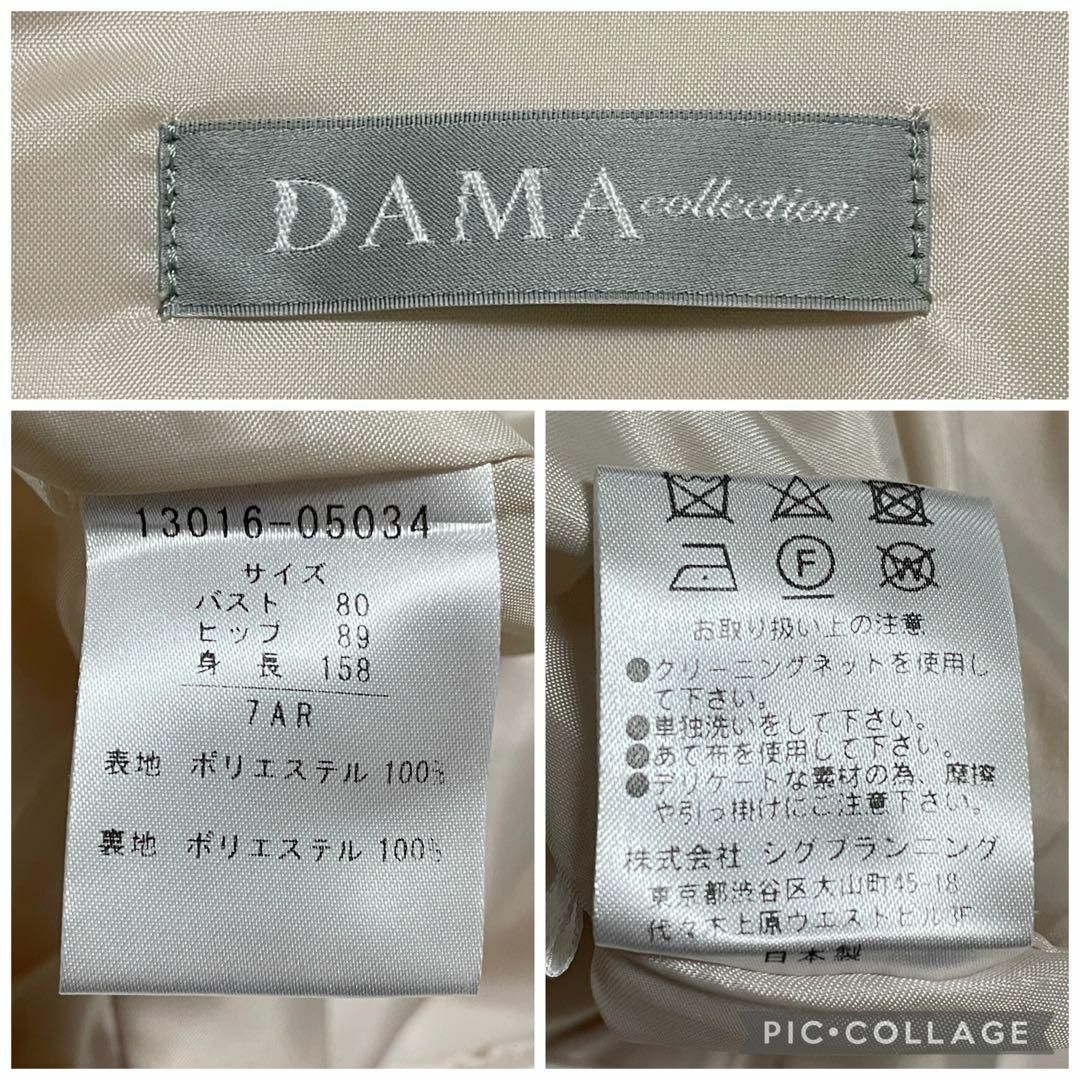 DAMA collection
13016-05034
サイズ
バスト 80
ヒップ 89
身長 158
7AR
表地 ポリエステル 100%
裏地 ポリエステル 100%
F
W
お取り扱い上の注意
●クリーニングネットを使用し
て下さい。
●単独洗いをして下さい。
●あて布を使用して下さい。
●デリケートな素材の為、摩擦
や引っ掛けにご注意下さい。
株式会社 シグプランニング
東京都渋谷区大山町45-18
代々木上原ウエストビル3F
日本製
PIC•COLLAGE